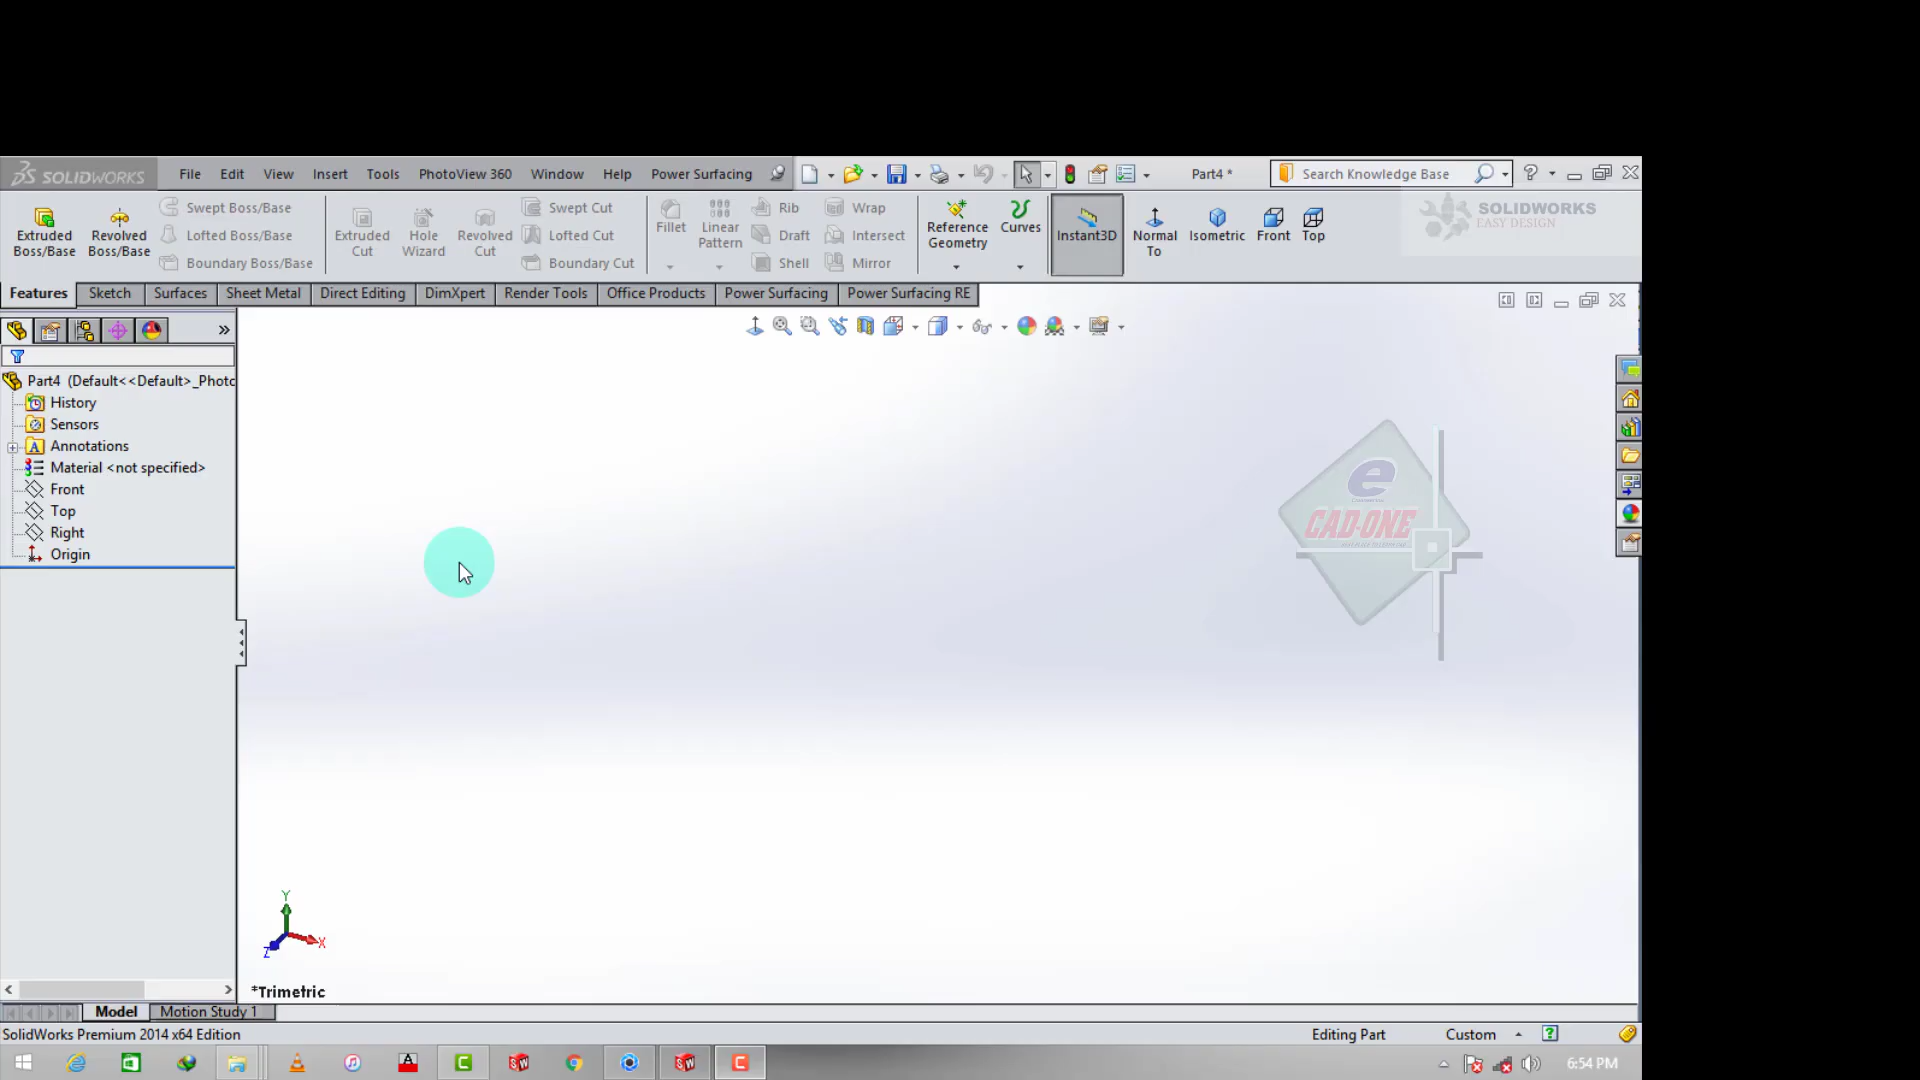 SOLIDWORKS File Edit View Insert Tools PhotoView 360 Window Help Power Surfacing Part4 * Search Knowledge Base
SOLIDWORKS
EASY DESIGN
Extruded Boss/Base
Revolved Boss/Base
Swept Boss/Base
Lofted Boss/Base
Boundary Boss/Base
Extruded Cut
Hole Wizard
Revolved Cut
Swept Cut
Lofted Cut
Boundary Cut
Fillet
Linear Pattern
Rib
Draft
Shell
Wrap
Intersect
Mirror
Reference Geometry
Curves
Instant3D
Normal To
Isometric
Front
Top
Features Sketch Surfaces Sheet Metal Direct Editing DimXpert Render Tools Office Products Power Surfacing Power Surfacing RE
Part4 (Default<<Default>_Photo
History
Sensors
Annotations
Material <not specified>
Front
Top
Right
Origin
e
CAD-ONE
Y
X
Z
*Trimetric
Model Motion Study 1
SolidWorks Premium 2014 x64 Edition Editing Part Custom
6:54 PM